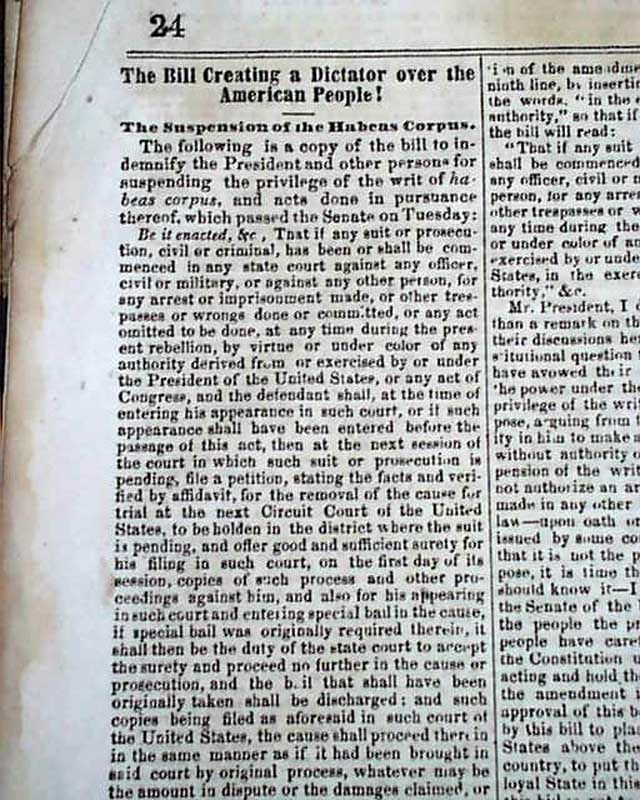 24
The Bill Creating a Dictator over the
American People!
The Suspension of the Habeas Corpus.
The following is a copy of the bill to in-
demnify the President and other persons for
suspending the privilege of the writ of ha-
beas corpus, and acts done in pursuance
thereof, which passed the Senate on Tuesday:
Be it enacted, &c, That if any suit or prosecu-
tion, civil or criminal, has been or shall be com-
menced in any state court against any officer,
civil or military, or against any other person, for
any arrest or imprisonment made, or other tres-
passes or wrongs done or committed, or any act
omitted to be done, at any time during the pres-
ent rebellion, by virtue or under color of any
authority derived from or exercised by or under
the President of the United States, or any act of
Congress, and the defendant shall, at the time of
entering his appearance in such court, or if such
appearance shall have been entered before the
passage of this act, then at the next session of
the court in which such suit or prosecution is
pending, file a petition, stating the facts and veri-
fied by affidavit, for the removal of the cause for
trial at the next Circuit Court of the United
States, to be holden in the district where the suit
is pending, and offer good and sufficient surety for
his filing in such court, on the first day of its
session, copies of such process and other pro-
ceedings against him, and also for his appearing
in such court and entering special bail in the cause,
if special bail was originally required therein, it
shall then be the duty of the state court to accept
the surety and proceed no further in the cause or
prosecution, and the bail that shall have been
originally taken shall be discharged; and such
copies being filed as aforesaid in such court of
the United States, the cause shall proceed therein
in the same manner as if it had been brought in
said court by original process, whatever may be
the amount in dispute or the damages claimed, or
of the amendme
ninth line, by insertin
the words, "in the
authority," so that if
the bill will read:
"That if any suit
shall be commenced
any officer, civil or m
person, for any arre
other trespasses or w
any time during the
or under color of an
exercised by or unde
States, in the exer
thority," &c.
Mr. President, I d
than a remark on th
their discussions he
stitutional question
have avowed their
the power under the
privilege of the wri
pose, arguing from t
ity in him to make a
without authority o
pension of the writ
not authorize an ar
made in any other
law—upon oath or
issued by some co
that it is not the p
pose, it is time th
should know it—I
the Senate of the
the people the pr
people have care
the Constitution u
acting and hold the
the amendment t
approval of this b
by this bill to pla
States above the
country, to put th
loyal State in this